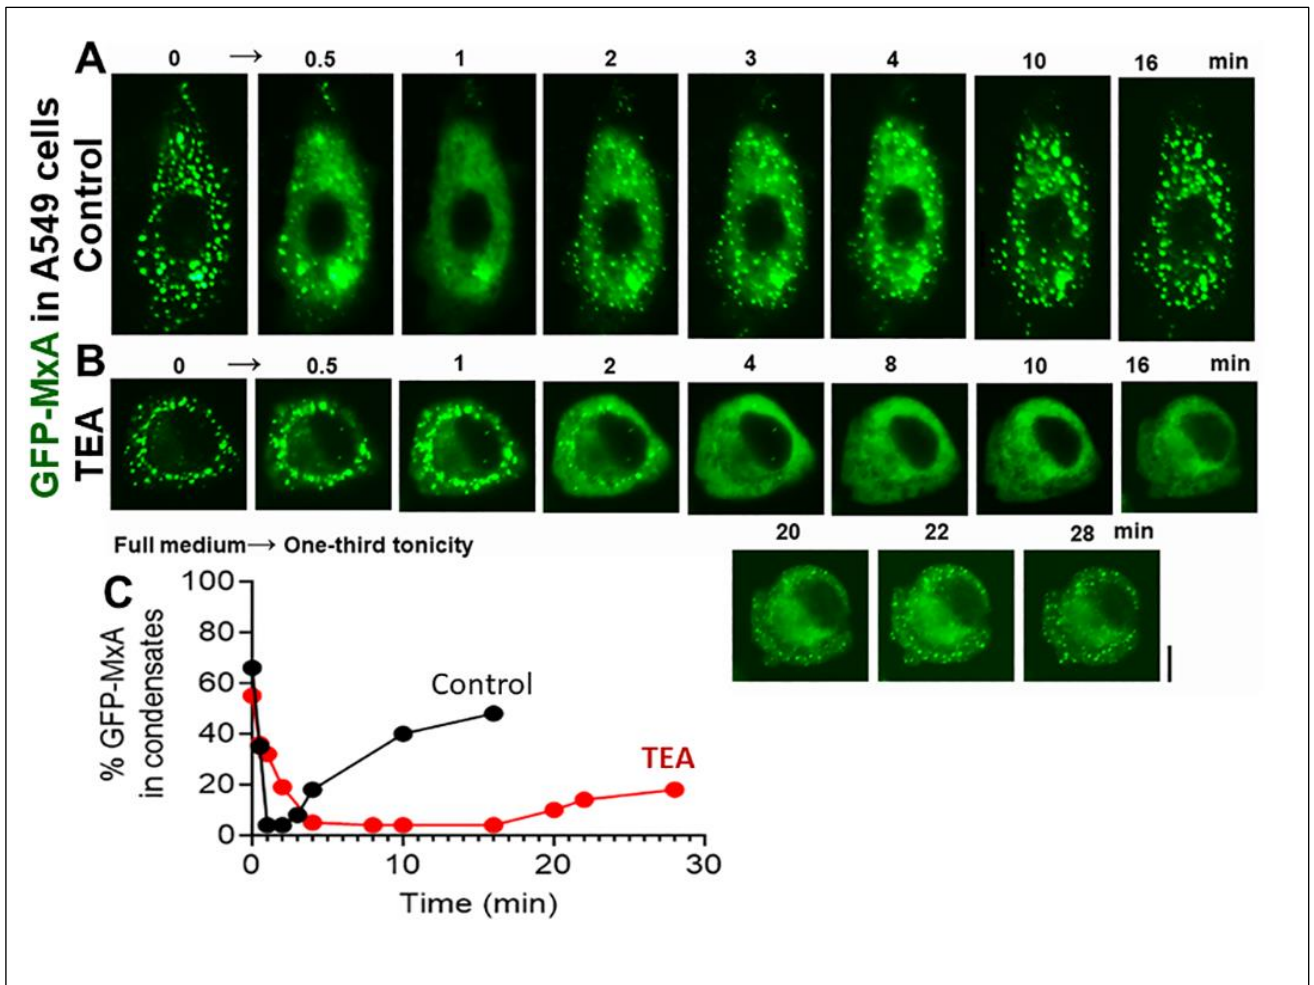 A 0 → 0.5 1 2 3 4 10 16 min
GFP-MxA in A549 cells
Control
B 0 → 0.5 1 2 4 8 10 16 min
TEA
20 22 28 min
Full medium→ One-third tonicity
C
% GFP-MxA
in condensates
100
80
60
40
20
0
Control
TEA
0 10 20 30
Time (min)